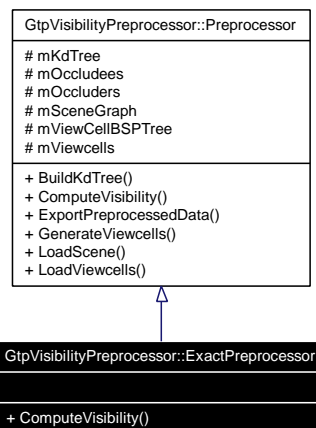 GtpVisibilityPreprocessor::Preprocessor
# mKdTree
# mOccludees
# mOccluders
# mSceneGraph
# mViewCellBSPTree
# mViewcells
+ BuildKdTree()
+ ComputeVisibility()
+ ExportPreprocessedData()
+ GenerateViewcells()
+ LoadScene()
+ LoadViewcells()
GtpVisibilityPreprocessor::ExactPreprocessor
+ ComputeVisibility()